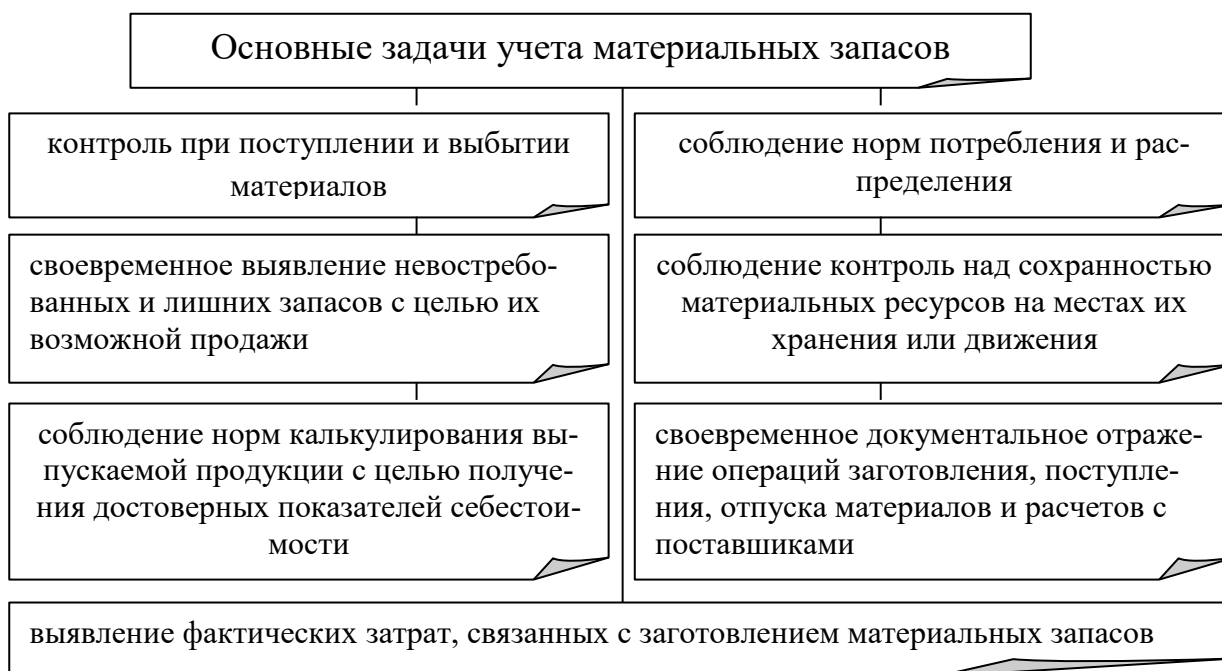 Основные задачи учета материальных запасов
контроль при поступлении и выбытии
материалов
соблюдение норм потребления и рас-
пределения
своевременное выявление невостребо-
ванных и лишних запасов с целью их
возможной продажи
соблюдение контроль над сохранностью
материальных ресурсов на местах их
хранения или движения
соблюдение норм калькулирования вы-
пускаемой продукции с целью получе-
ния достоверных показателей себестои-
мости
своевременное документальное отраже-
ние операций заготовления, поступле-
ния, отпуска материалов и расчетов с
поставшиками
выявление фактических затрат, связанных с заготовлением материальных запасов